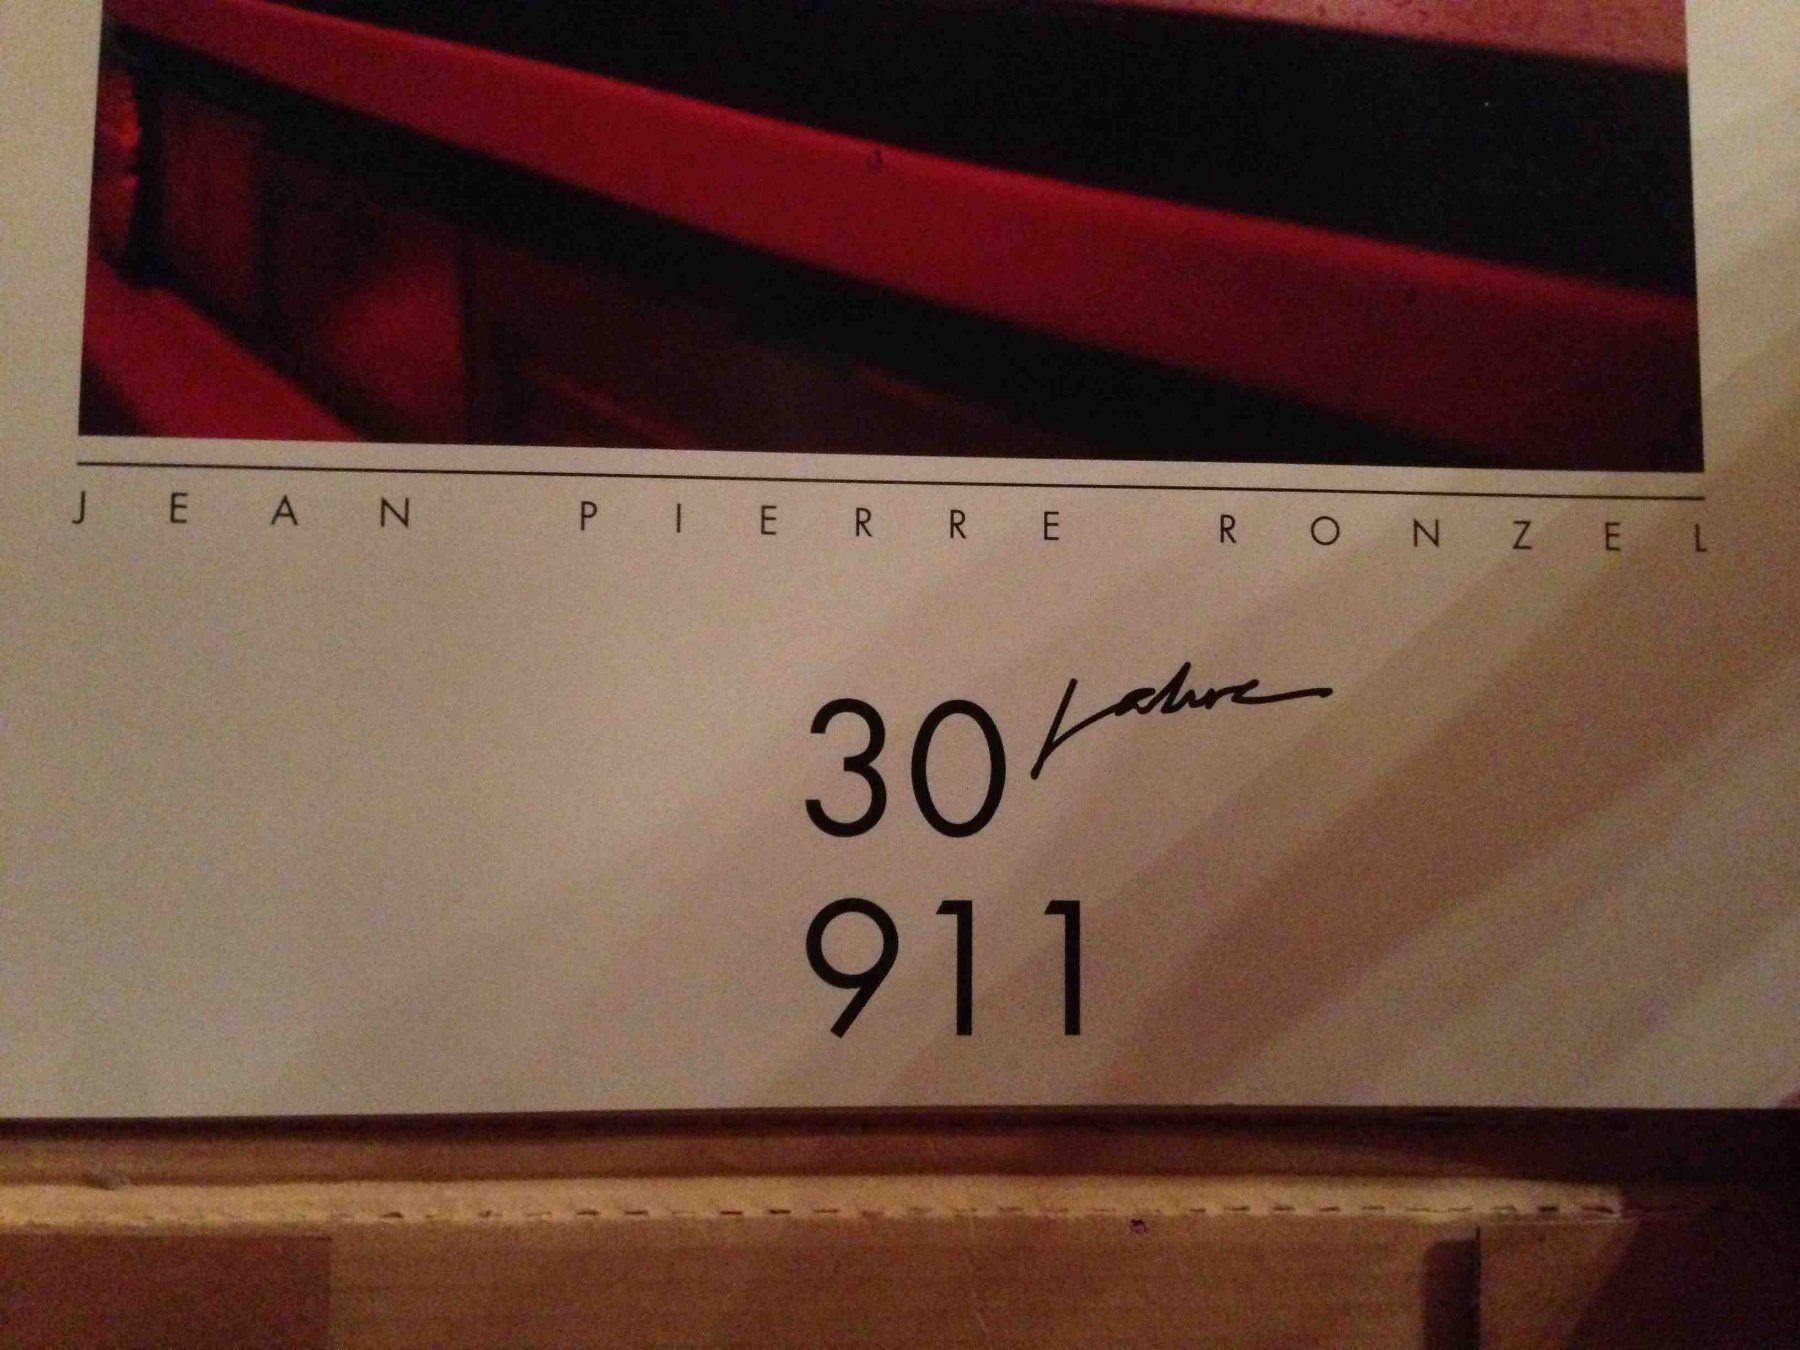 JEAN PIERRE RONZEL
30 Jahre
911